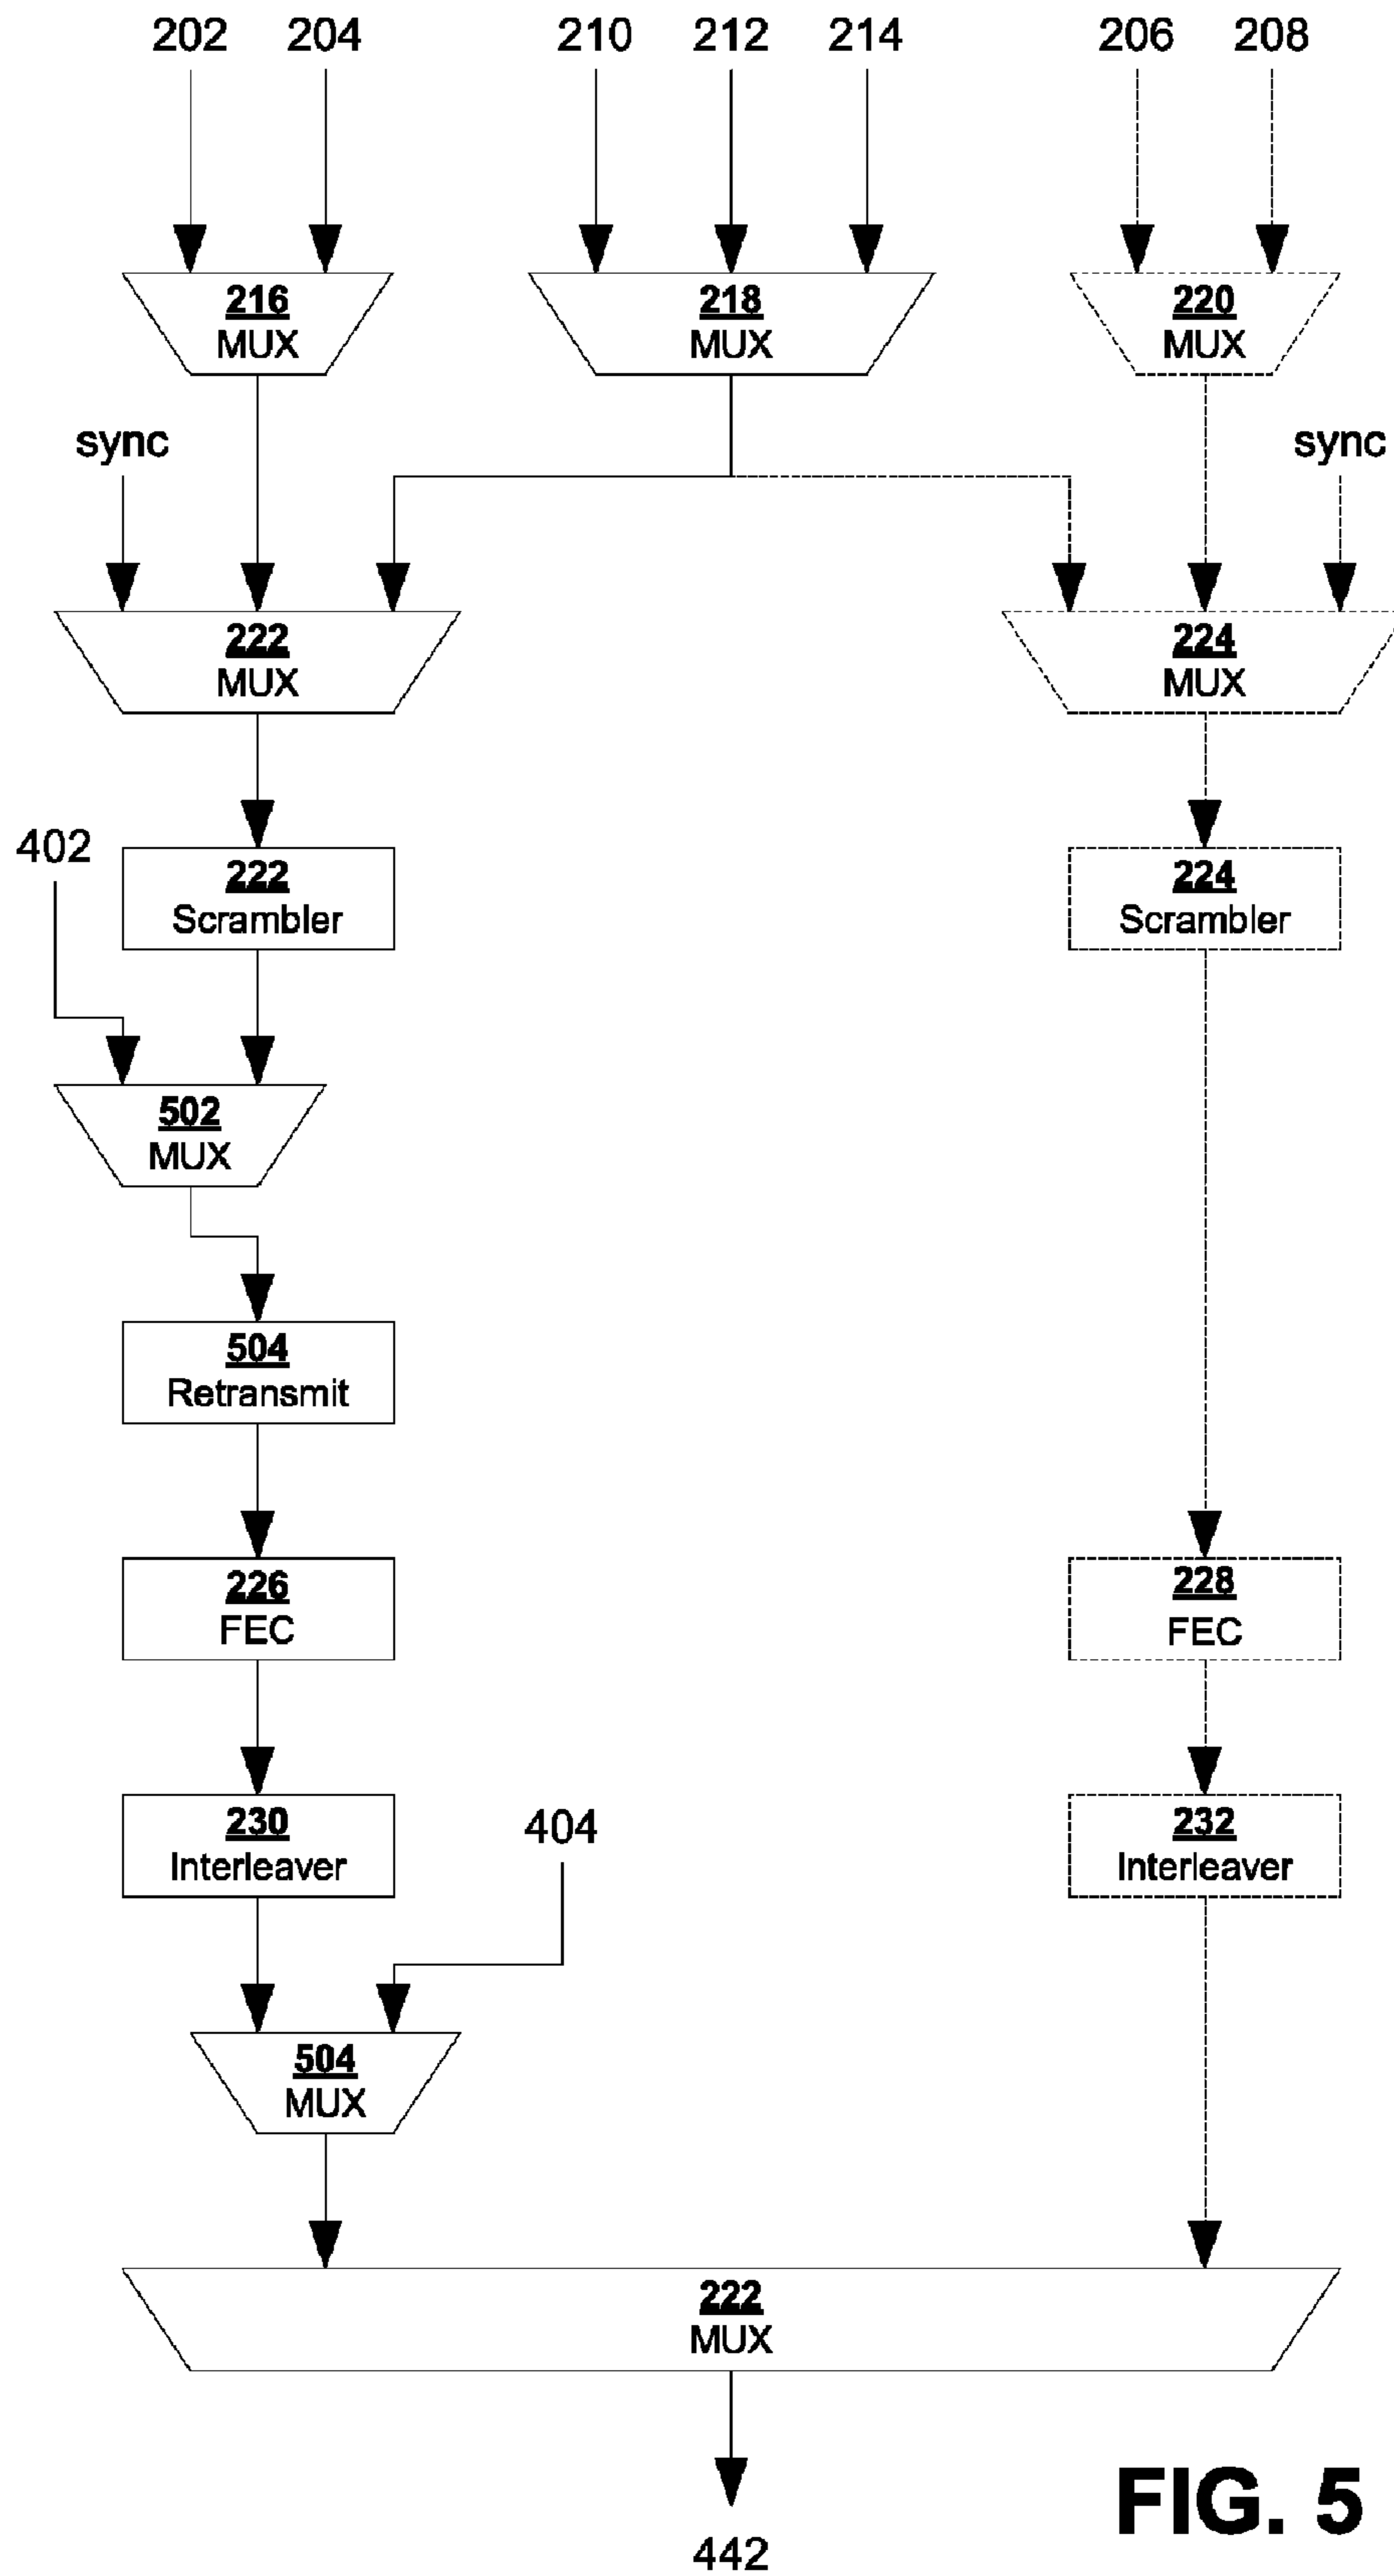 202 204 210 212 214 206 208
216 218 220
MUX MUX MUX
sync sync
222 224
MUX MUX
402
222 224
Scrambler Scrambler
502
MUX
504
Retransmit
226 228
FEC FEC
404
230 232
Interleaver Interleaver
504
MUX
222
MUX
FIG. 5
442